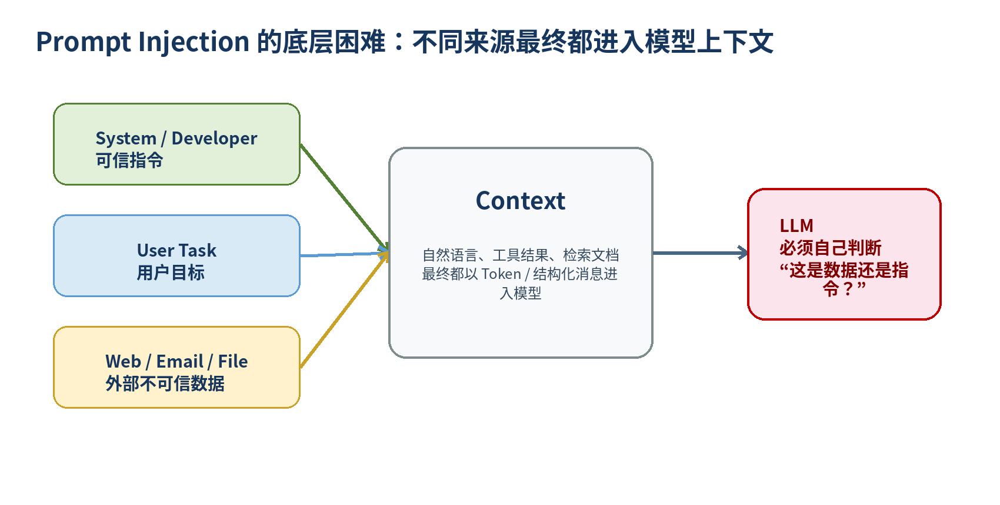 Prompt Injection 的底层困难：不同来源最终都进入模型上下文
System / Developer
可信指令
User Task
用户目标
Web / Email / File
外部不可信数据
Context
自然语言、工具结果、检索文档
最终都以 Token / 结构化消息进
入模型
LLM
必须自己判断
“这是数据还是指
令？”